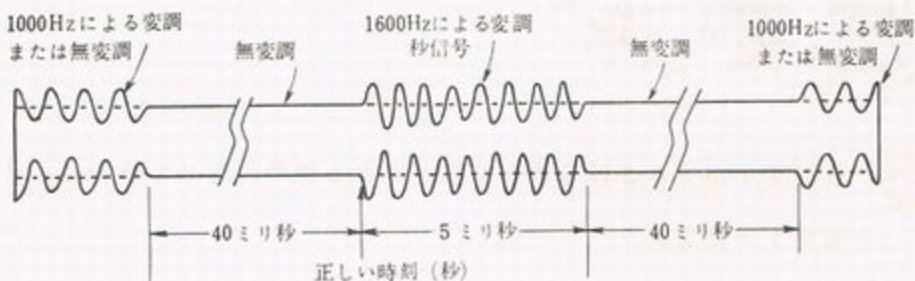 1000Hzによる変調
または無変調
無変調
1600Hzによる変調
秒信号
無変調
1000Hzによる変調
または無変調
40ミリ秒
5ミリ秒
40ミリ秒
正しい時刻(秒)